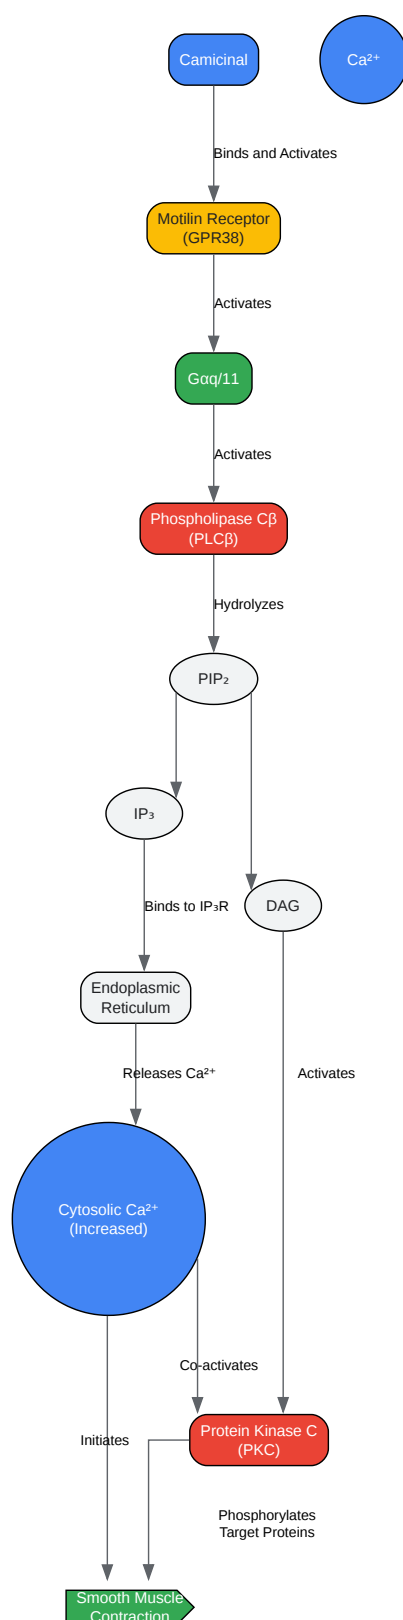 Camicinal
Ca²⁺
Binds and Activates
Motilin Receptor
(GPR38)
Activates
Gαq/11
Activates
Phospholipase Cβ
(PLCβ)
Hydrolyzes
PIP₂
IP₃
Binds to IP₃R
DAG
Endoplasmic
Reticulum
Releases Ca²⁺
Activates
Cytosolic Ca²⁺
(Increased)
Co-activates
Initiates
Protein Kinase C
(PKC)
Phosphorylates
Target Proteins
Smooth Muscle
Contraction